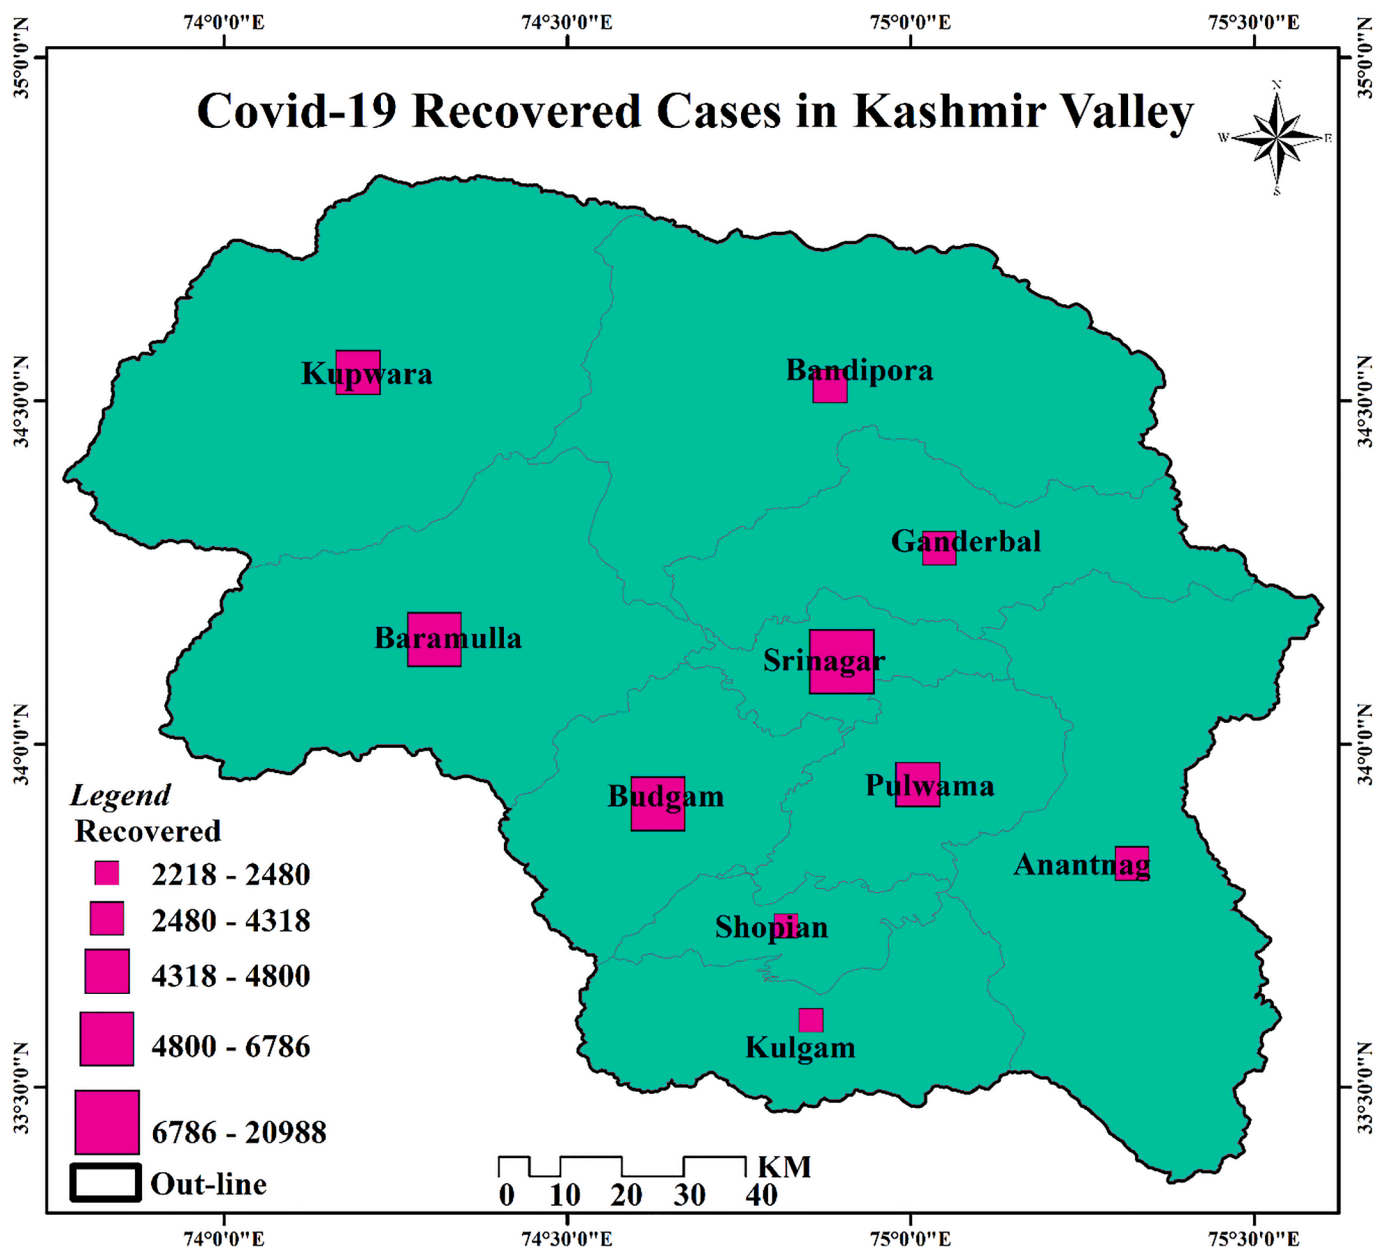 74°0'0"E 74°30'0"E 75°0'0"E 75°30'0"E
35°0'0"N 35°0'0"N
Covid-19 Recovered Cases in Kashmir Valley
N
W E
S
Kupwara
Bandipora
34°30'0"N 34°30'0"N
Ganderbal
Baramulla
Srinagar
34°0'0"N 34°0'0"N
Budgam
Pulwama
Anantnag
Shopian
Kulgam
33°30'0"N 33°30'0"N
Legend
Recovered
2218 - 2480
2480 - 4318
4318 - 4800
4800 - 6786
6786 - 20988
Out-line
KM
0 10 20 30 40
74°0'0"E 74°30'0"E 75°0'0"E 75°30'0"E